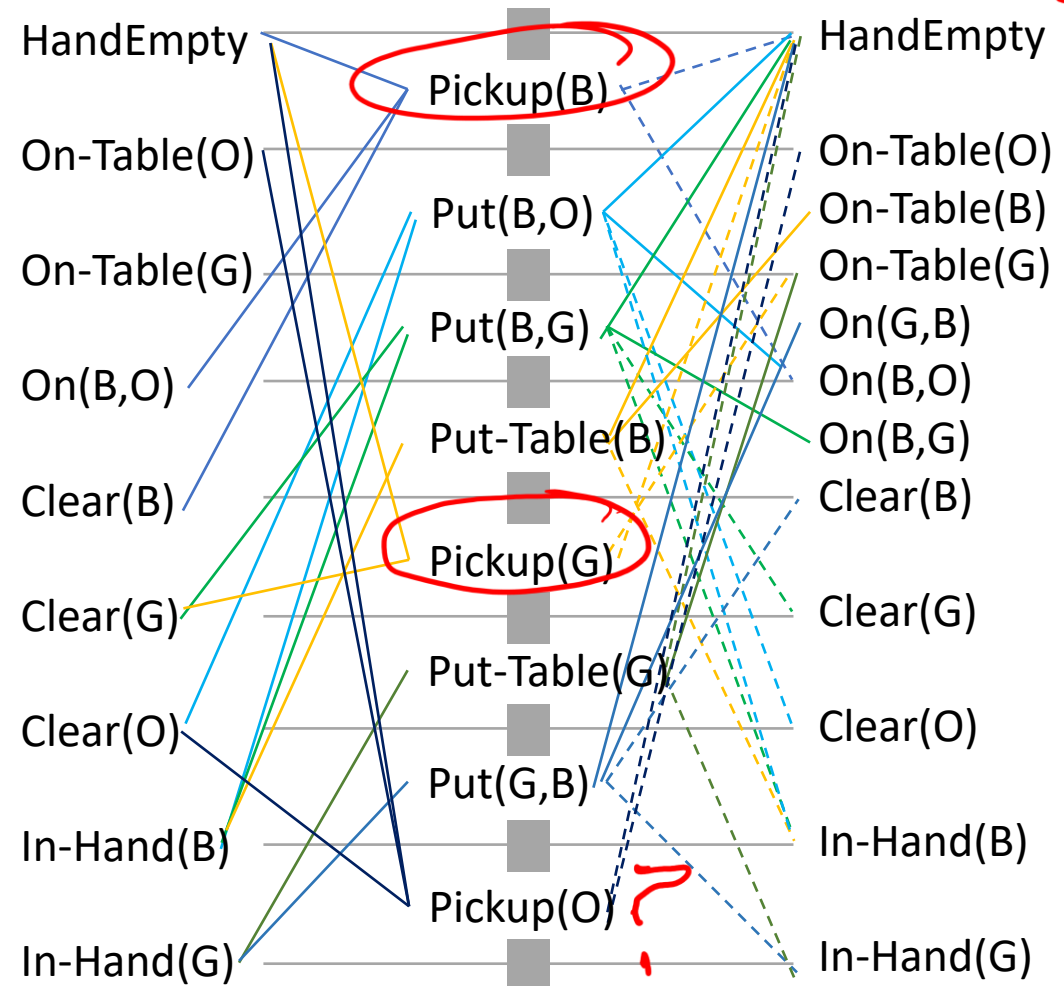 HandEmpty
On-Table(O)
On-Table(G)
On(B,O)
Clear(B)
Clear(G)
Clear(O)
In-Hand(B)
In-Hand(G)
Pickup(B)
Put(B,O)
Put(B,G)
Put-Table(B)
Pickup(G)
Put-Table(G)
Put(G,B)
Pickup(O)
?
HandEmpty
On-Table(O)
On-Table(B)
On-Table(G)
On(G,B)
On(B,O)
On(B,G)
Clear(B)
Clear(G)
Clear(O)
In-Hand(B)
In-Hand(G)